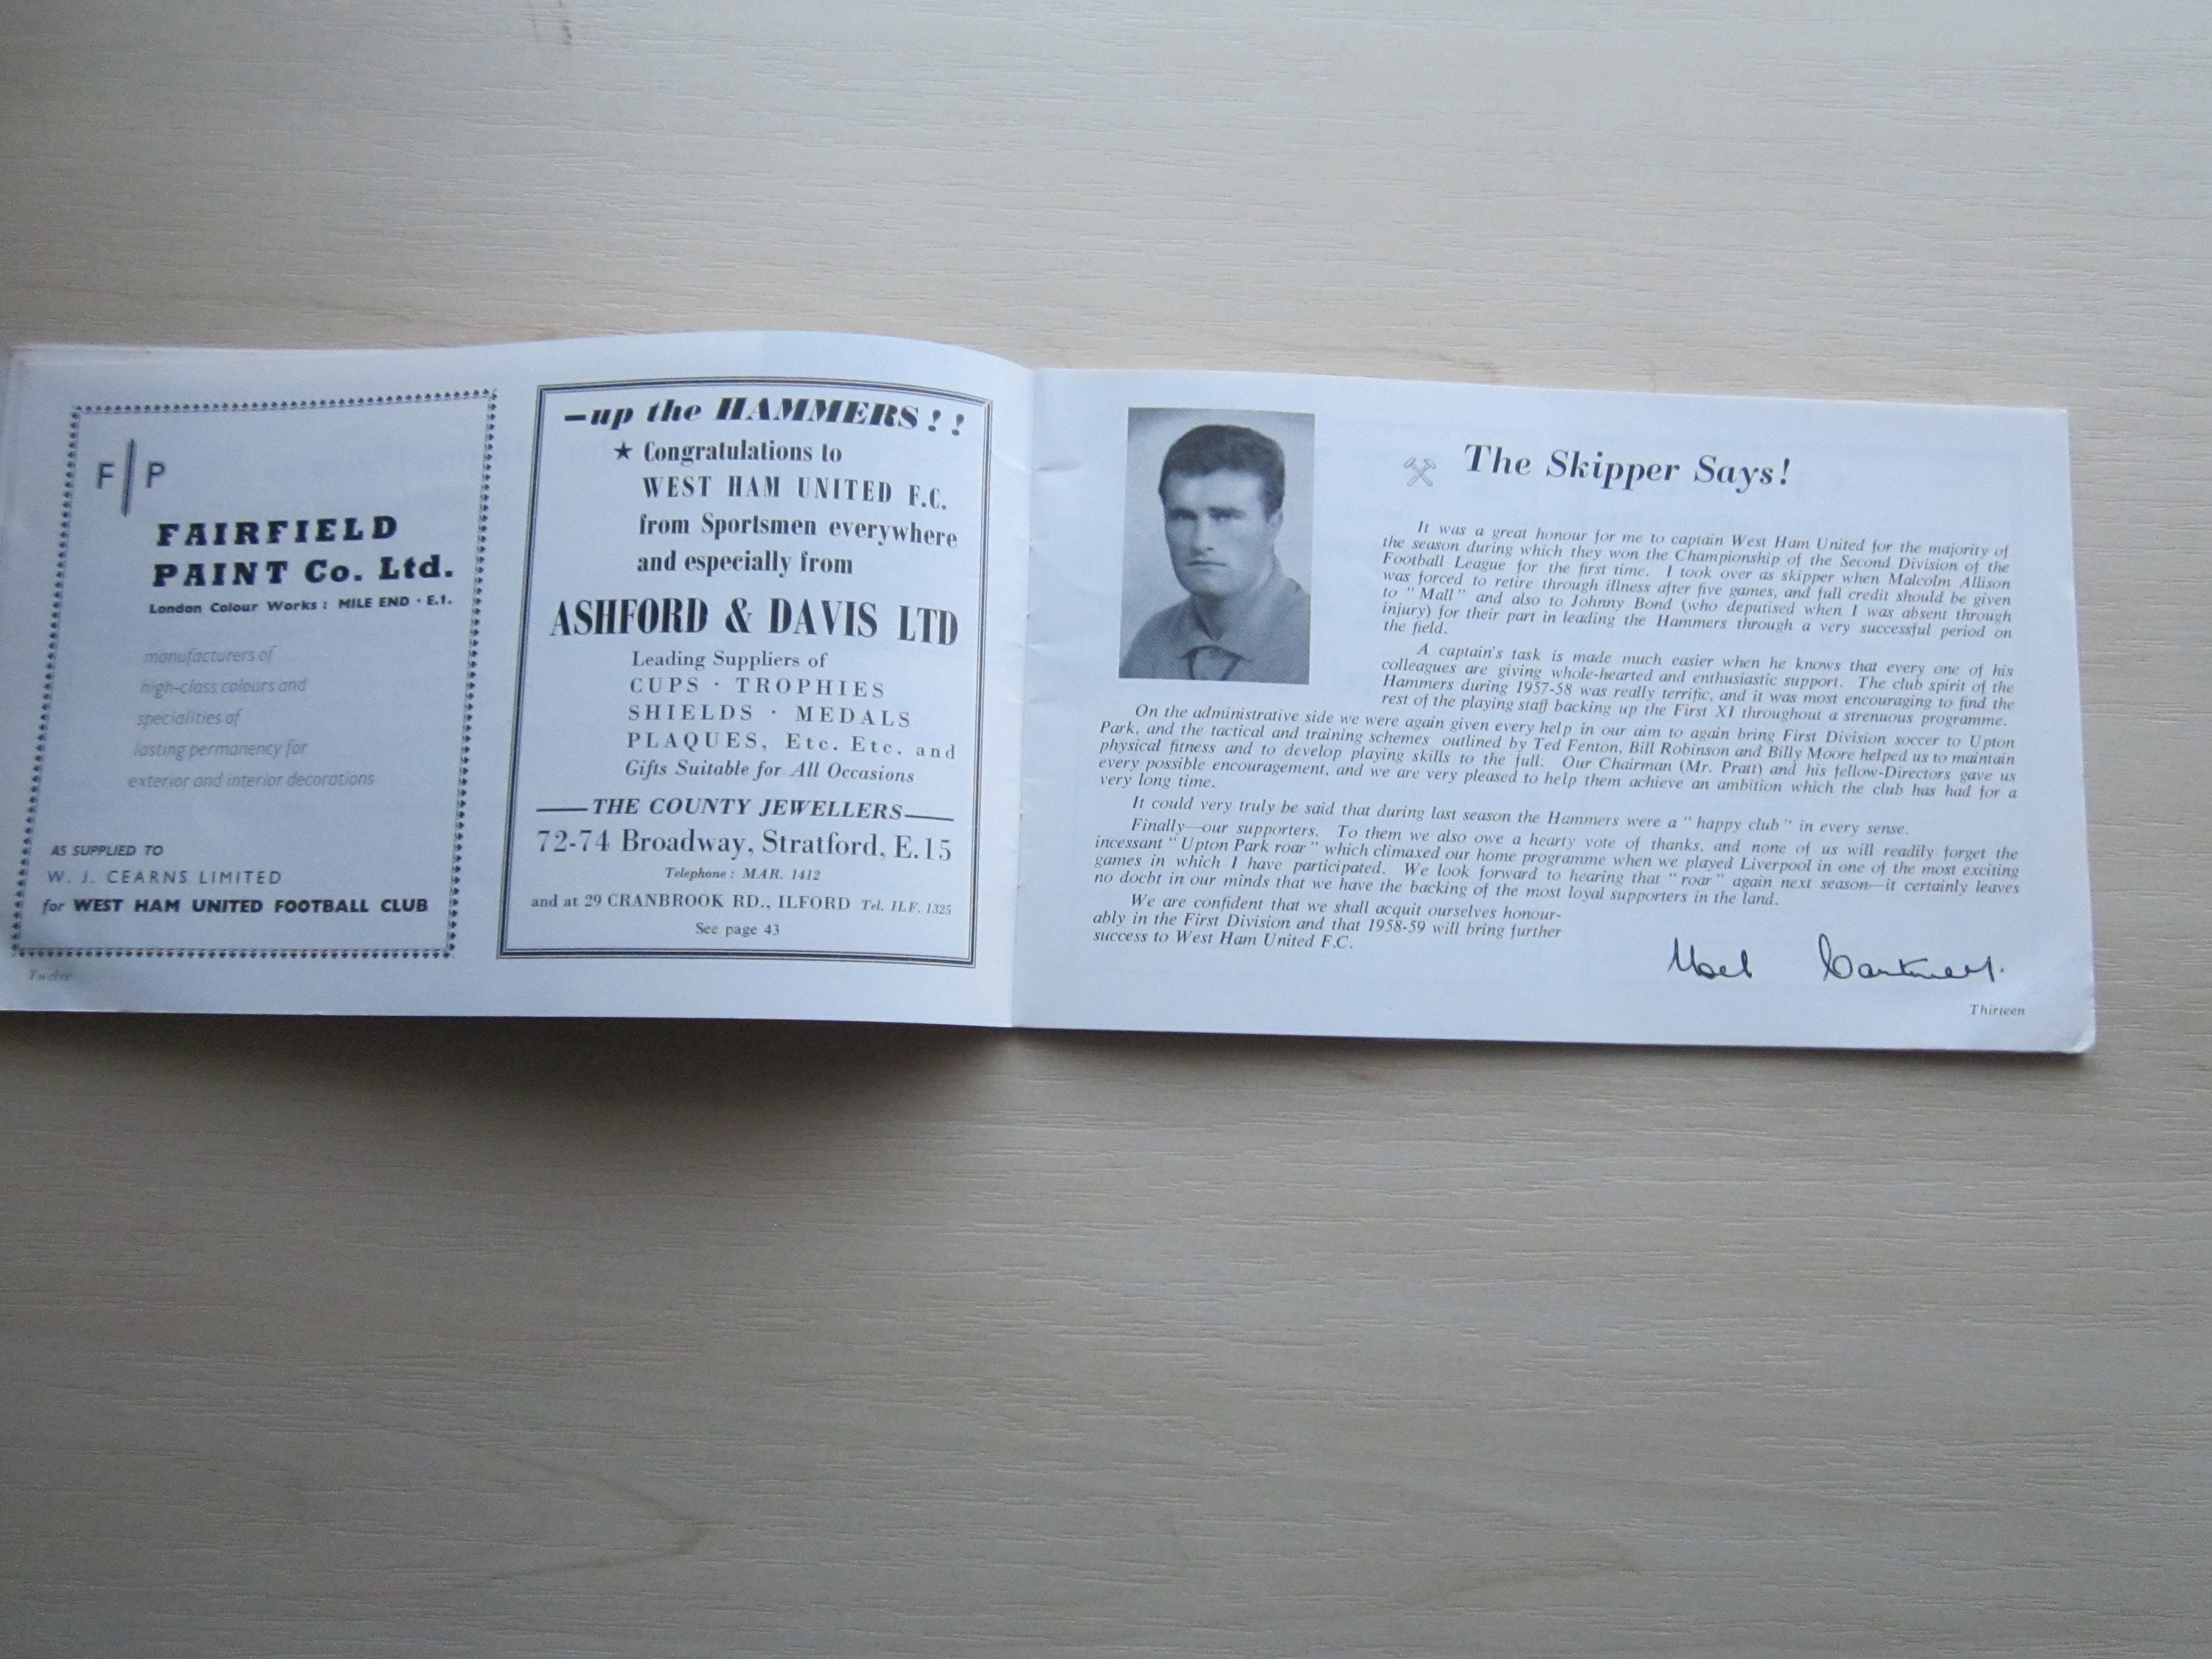 F P
FAIRFIELD
PAINT Co. Ltd.
London Colour Works : MILE END · E.1.
manufacturers of
high-class colours and
specialities of
lasting permanency for
exterior and interior decorations
AS SUPPLIED TO
W. J. CEARNS LIMITED
for WEST HAM UNITED FOOTBALL CLUB
Twelve
—up the HAMMERS ! !
★ Congratulations to
WEST HAM UNITED F.C.
from Sportsmen everywhere
and especially from
ASHFORD & DAVIS LTD
Leading Suppliers of
CUPS · TROPHIES
SHIELDS · MEDALS
PLAQUES, Etc. Etc. and
Gifts Suitable for All Occasions
THE COUNTY JEWELLERS
72-74 Broadway, Stratford, E.15
Telephone : MAR. 1412
and at 29 CRANBROOK RD., ILFORD Tel. ILF. 1325
See page 43
The Skipper Says!
It was a great honour for me to captain West Ham United for the majority of
the season during which they won the Championship of the Second Division of the
Football League for the first time. I took over as skipper when Malcolm Allison
was forced to retire through illness after five games, and full credit should be given
to "Mall" and also to Johnny Bond (who deputised when I was absent through
injury) for their part in leading the Hammers through a very successful period on
the field.
A captain's task is made much easier when he knows that every one of his
colleagues are giving whole-hearted and enthusiastic support. The club spirit of the
Hammers during 1957-58 was really terrific, and it was most encouraging to find the
rest of the playing staff backing up the First XI throughout a strenuous programme.
On the administrative side we were again given every help in our aim to again bring First Division soccer to Upton
Park, and the tactical and training schemes outlined by Ted Fenton, Bill Robinson and Billy Moore helped us to maintain
physical fitness and to develop playing skills to the full. Our Chairman (Mr. Pratt) and his fellow-Directors gave us
every possible encouragement, and we are very pleased to help them achieve an ambition which the club has had for a
very long time.
It could very truly be said that during last season the Hammers were a "happy club" in every sense.
Finally—our supporters. To them we also owe a hearty vote of thanks, and none of us will readily forget the
incessant "Upton Park roar" which climaxed our home programme when we played Liverpool in one of the most exciting
games in which I have participated. We look forward to hearing that "roar" again next season—it certainly leaves
no docbt in our minds that we have the backing of the most loyal supporters in the land.
We are confident that we shall acquit ourselves honour-
ably in the First Division and that 1958-59 will bring further
success to West Ham United F.C.
Noel Cantwell.
Thirteen